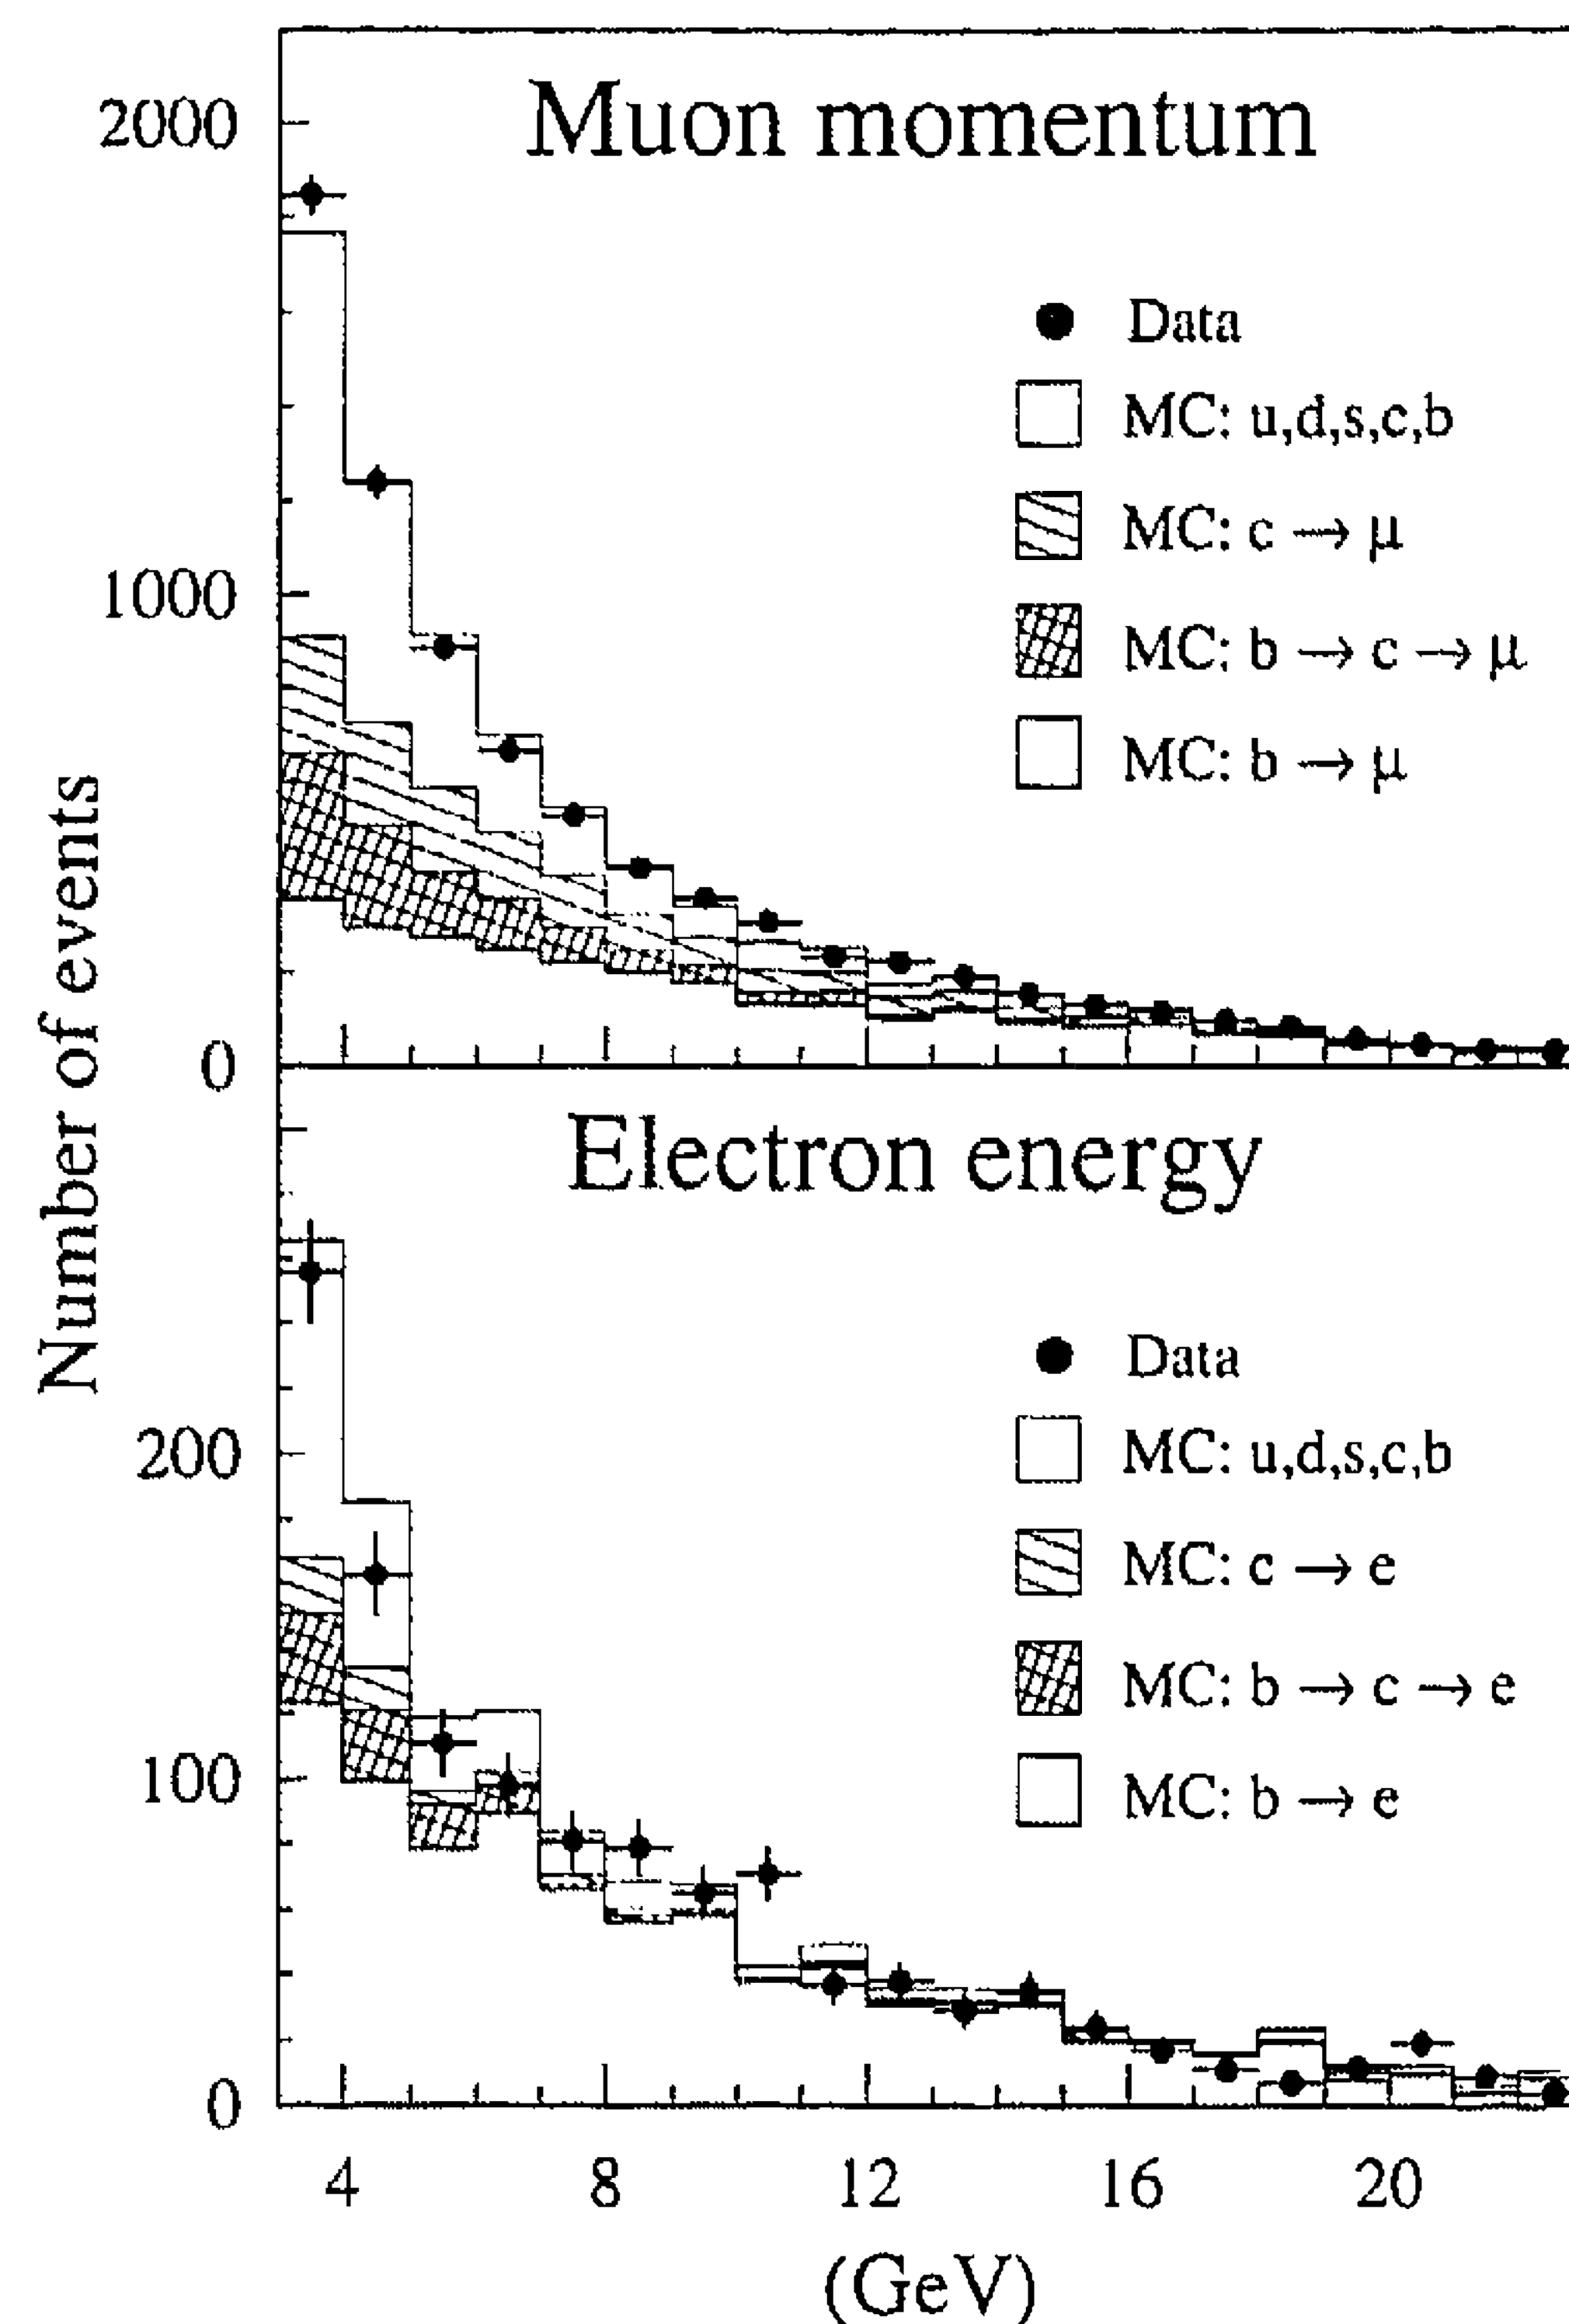 Number of events
Muon momentum
2000
1000
0
Data
MC: u,d,s,c,b
MC: c → μ
MC: b → c → μ
MC: b → μ
Electron energy
200
100
0
Data
MC: u,d,s,c,b
MC: c → e
MC: b → c → e
MC: b → e
4 8 12 16 20
(GeV)